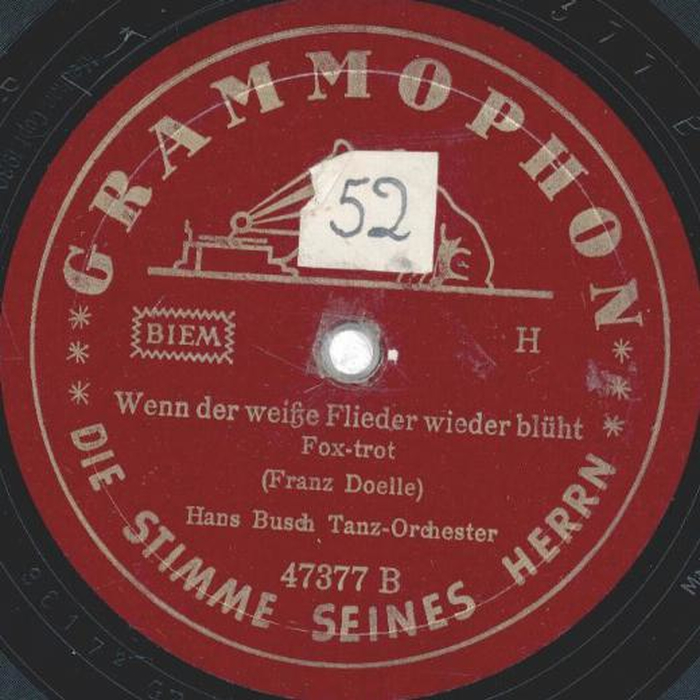 GRAMMOPHON
52
BIEM
H
Wenn der weiße Flieder wieder blüht
Fox-trot
(Franz Doelle)
Hans Busch Tanz-Orchester
47377 B
DIE STIMME SEINES HERRN